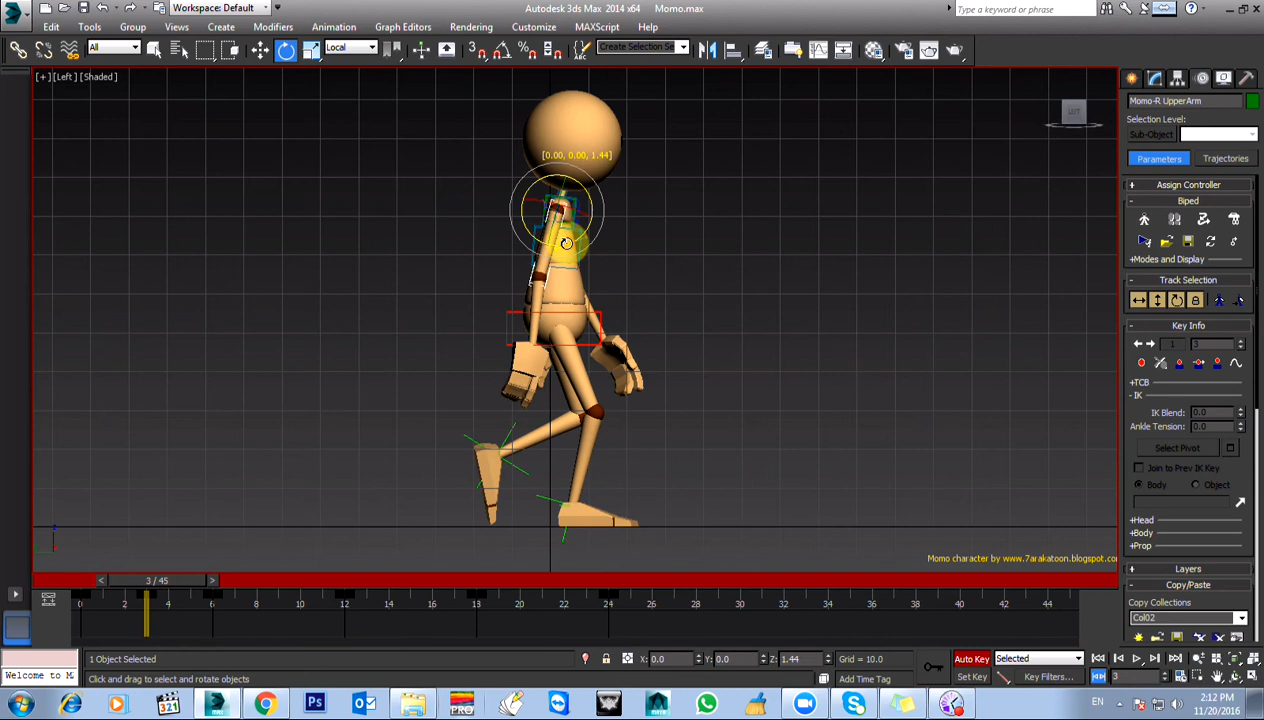 Workspace: Default
Autodesk 3ds Max 2014 x64    Momo.max
Type a keyword or phrase
Edit Tools Group Views Create Modifiers Animation Graph Editors Rendering Customize MAXScript Help
All
Local
Create Selection Se
[+] [Left] [Shaded]
[0.00, 0.00, 1.44]
LEFT
Momo-R UpperArm
Selection Level:
Sub-Object
Parameters Trajectories
+ Assign Controller
- Biped
+Modes and Display
- Track Selection
- Key Info
1 3
+TCB
- IK
IK Blend: 0.0
Ankle Tension: 0.0
Select Pivot
Join to Prev IK Key
Body Object
+Head
+Body
+Prop
+ Layers
- Copy/Paste
Copy Collections
Col02
Momo character by www.7arakatoon.blogspot.co
< 3 / 45 >
0 2 4 6 8 10 12 14 16 18 20 22 24 26 28 30 32 34 36 38 40 42 44
1 Object Selected
X: 0.0 Y: 0.0 Z: 1.44 Grid = 10.0
Auto Key Selected
Welcome to M
Click and drag to select and rotate objects
Add Time Tag
Set Key Key Filters... 3
321
Ps
PRO
EN
2:12 PM
11/20/2016